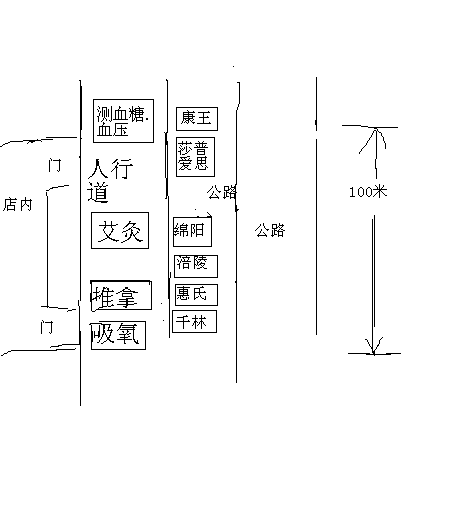 测血糖.
血压
康王
莎普
爱思
门
人行
道
公路
100米
店内
艾灸
绵阳
公路
涪陵
推拿
惠氏
千林
门
吸氧